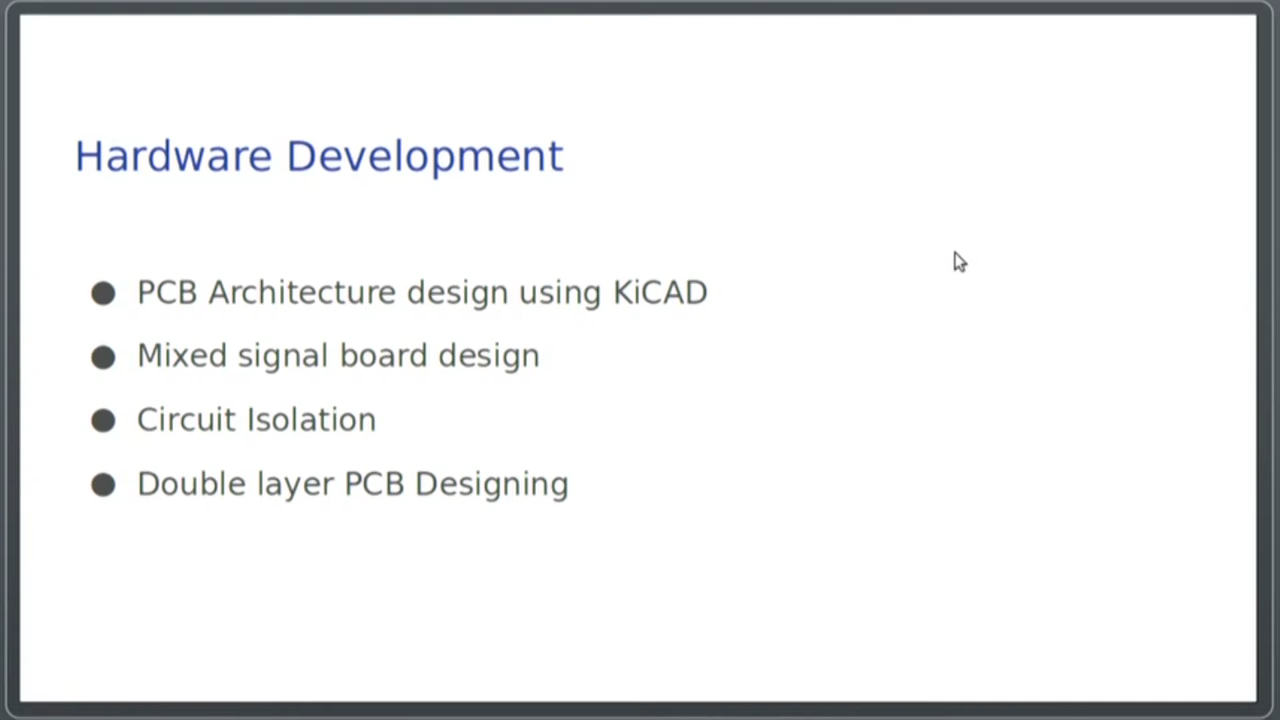 Hardware Development
● PCB Architecture design using KiCAD
● Mixed signal board design
● Circuit Isolation
● Double layer PCB Designing